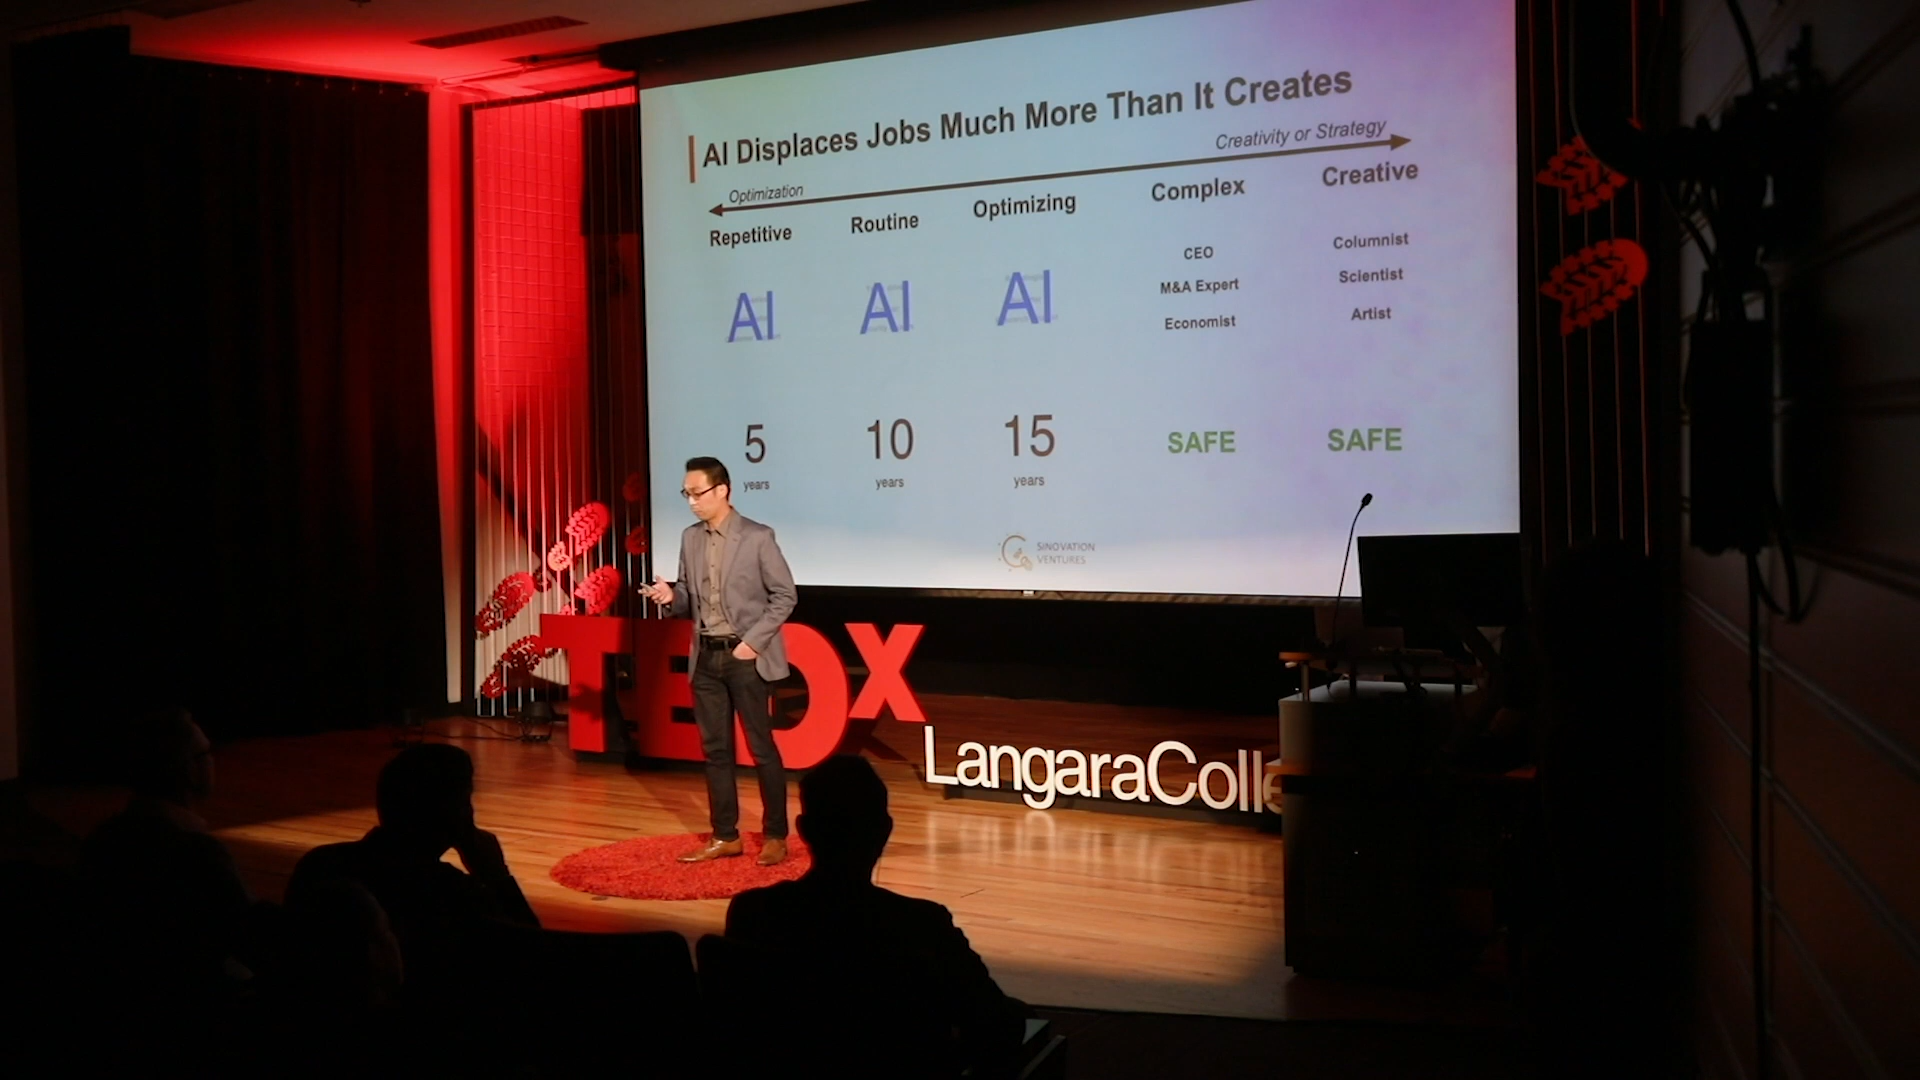 AI Displaces Jobs Much More Than It Creates
Optimization
Creativity or Strategy
Repetitive
Routine
Optimizing
Complex
Creative
AI
AI
AI
CEO
M&A Expert
Economist
Columnist
Scientist
Artist
5
years
10
years
15
years
SAFE
SAFE
SINOVATION
VENTURES
TEDx
LangaraColle